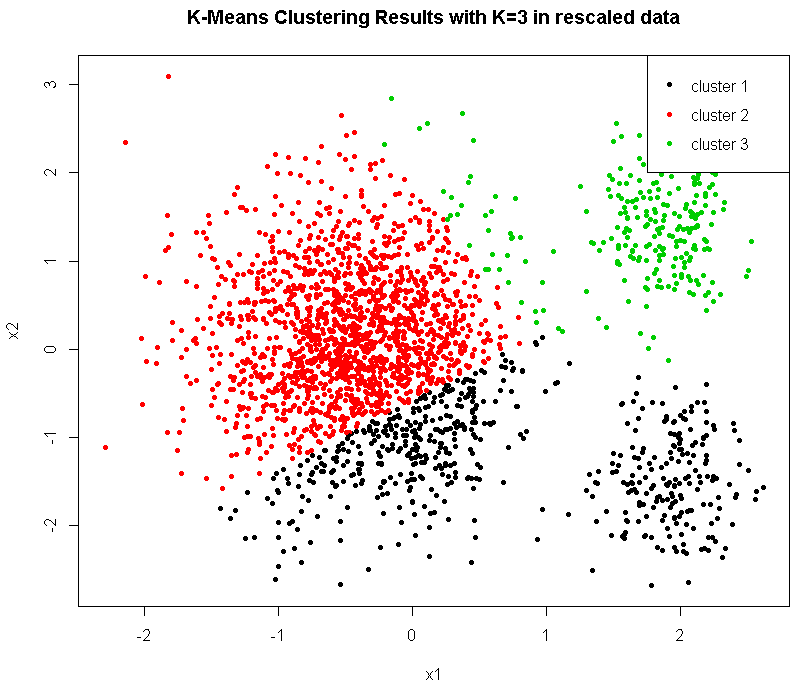 K-Means Clustering Results with K=3 in rescaled data
cluster 1
cluster 2
cluster 3
3
2
1
0
-1
-2
x2
-2
-1
0
1
2
x1